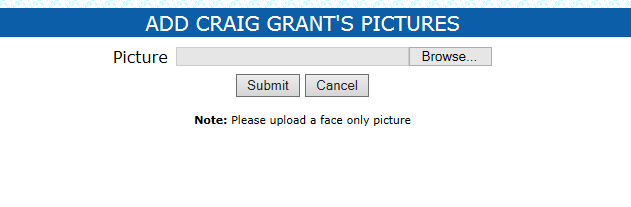 ADD CRAIG GRANT'S PICTURES
Picture Browse...
Submit Cancel
Note: Please upload a face only picture